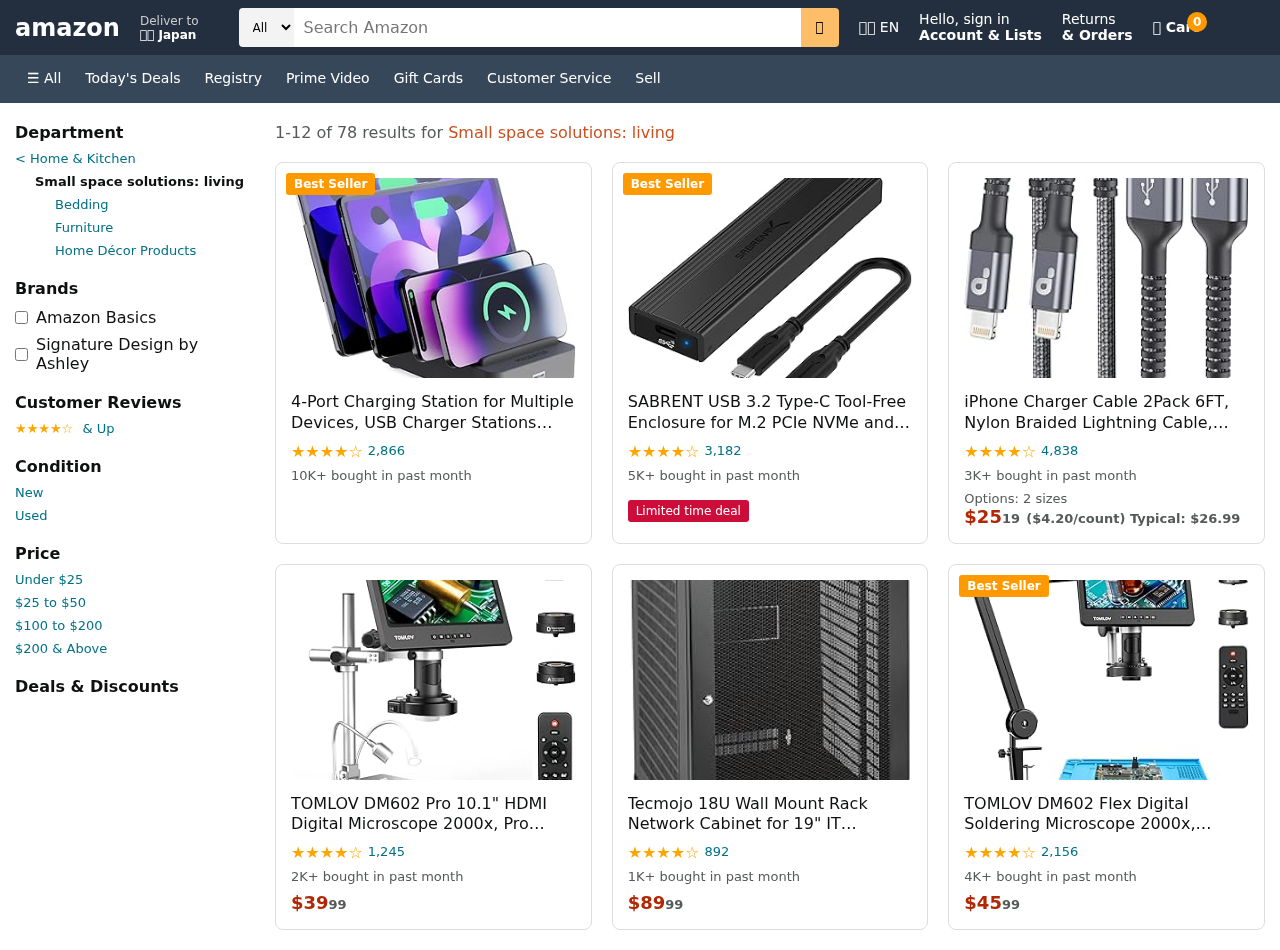 amazon
Deliver to
Japan
All
Search Amazon
EN
Hello, sign in
Account & Lists
Returns
& Orders
0
☰ All
Today's Deals
Registry
Prime Video
Gift Cards
Customer Service
Sell
Department
< Home & Kitchen
Small space solutions: living
Bedding
Furniture
Home Décor Products
Brands
Amazon Basics
Signature Design by
Ashley
Customer Reviews
★★★★☆ & Up
Condition
New
Used
Price
Under $25
$25 to $50
$100 to $200
$200 & Above
Deals & Discounts
1-12 of 78 results for Small space solutions: living
Best Seller
4-Port Charging Station for Multiple
Devices, USB Charger Stations…
★★★★☆ 2,866
10K+ bought in past month
Best Seller
SABRENT
SABRENT USB 3.2 Type-C Tool-Free
Enclosure for M.2 PCIe NVMe and…
★★★★☆ 3,182
5K+ bought in past month
Limited time deal
iPhone Charger Cable 2Pack 6FT,
Nylon Braided Lightning Cable,…
★★★★☆ 4,838
3K+ bought in past month
Options: 2 sizes
$2519 ($4.20/count) Typical: $26.99
TOMLOV
TOMLOV DM602 Pro 10.1" HDMI
Digital Microscope 2000x, Pro…
★★★★☆ 1,245
2K+ bought in past month
$3999
Tecmojo 18U Wall Mount Rack
Network Cabinet for 19" IT…
★★★★☆ 892
1K+ bought in past month
$8999
Best Seller
TOMLOV
TOMLOV DM602 Flex Digital
Soldering Microscope 2000x,…
★★★★☆ 2,156
4K+ bought in past month
$4599